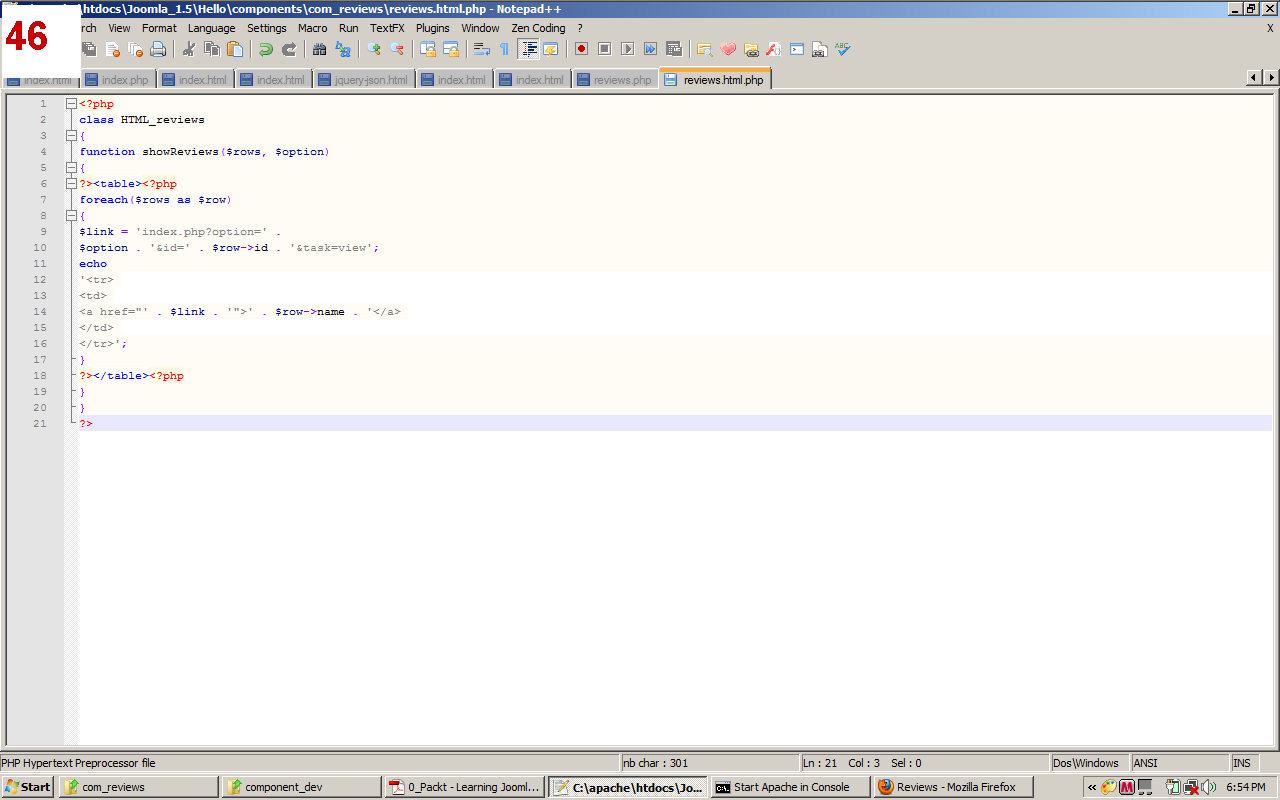 46
\htdocs\Joomla_1.5\Hello\components\com_reviews\reviews.html.php - Notepad++
rch View Format Language Settings Macro Run TextFX Plugins Window Zen Coding ? X
index.html index.php index.html index.html jquery-json.html index.html index.html reviews.php reviews.html.php
1 <?php
2 class HTML_reviews
3 {
4 function showReviews($rows, $option)
5 {
6 ?><table><?php
7 foreach($rows as $row)
8 {
9 $link = 'index.php?option=' .
10 $option . '&id=' . $row->id . '&task=view';
11 echo
12 '<tr>
13 <td>
14 <a href="' . $link . '">' . $row->name . '</a>
15 </td>
16 </tr>';
17 }
18 ?></table><?php
19 }
20 }
21 ?>
PHP Hypertext Preprocessor file nb char : 301 Ln : 21 Col : 3 Sel : 0 Dos\Windows ANSI INS
Start com_reviews component_dev 0_Packt - Learning Jooml... C:\apache\htdocs\Jo... Start Apache in Console Reviews - Mozilla Firefox « 6:54 PM